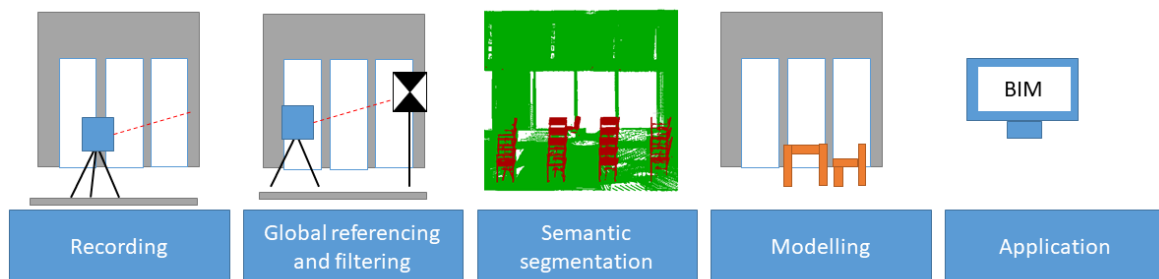 BIM
Recording
Global referencing
and filtering
Semantic
segmentation
Modelling
Application